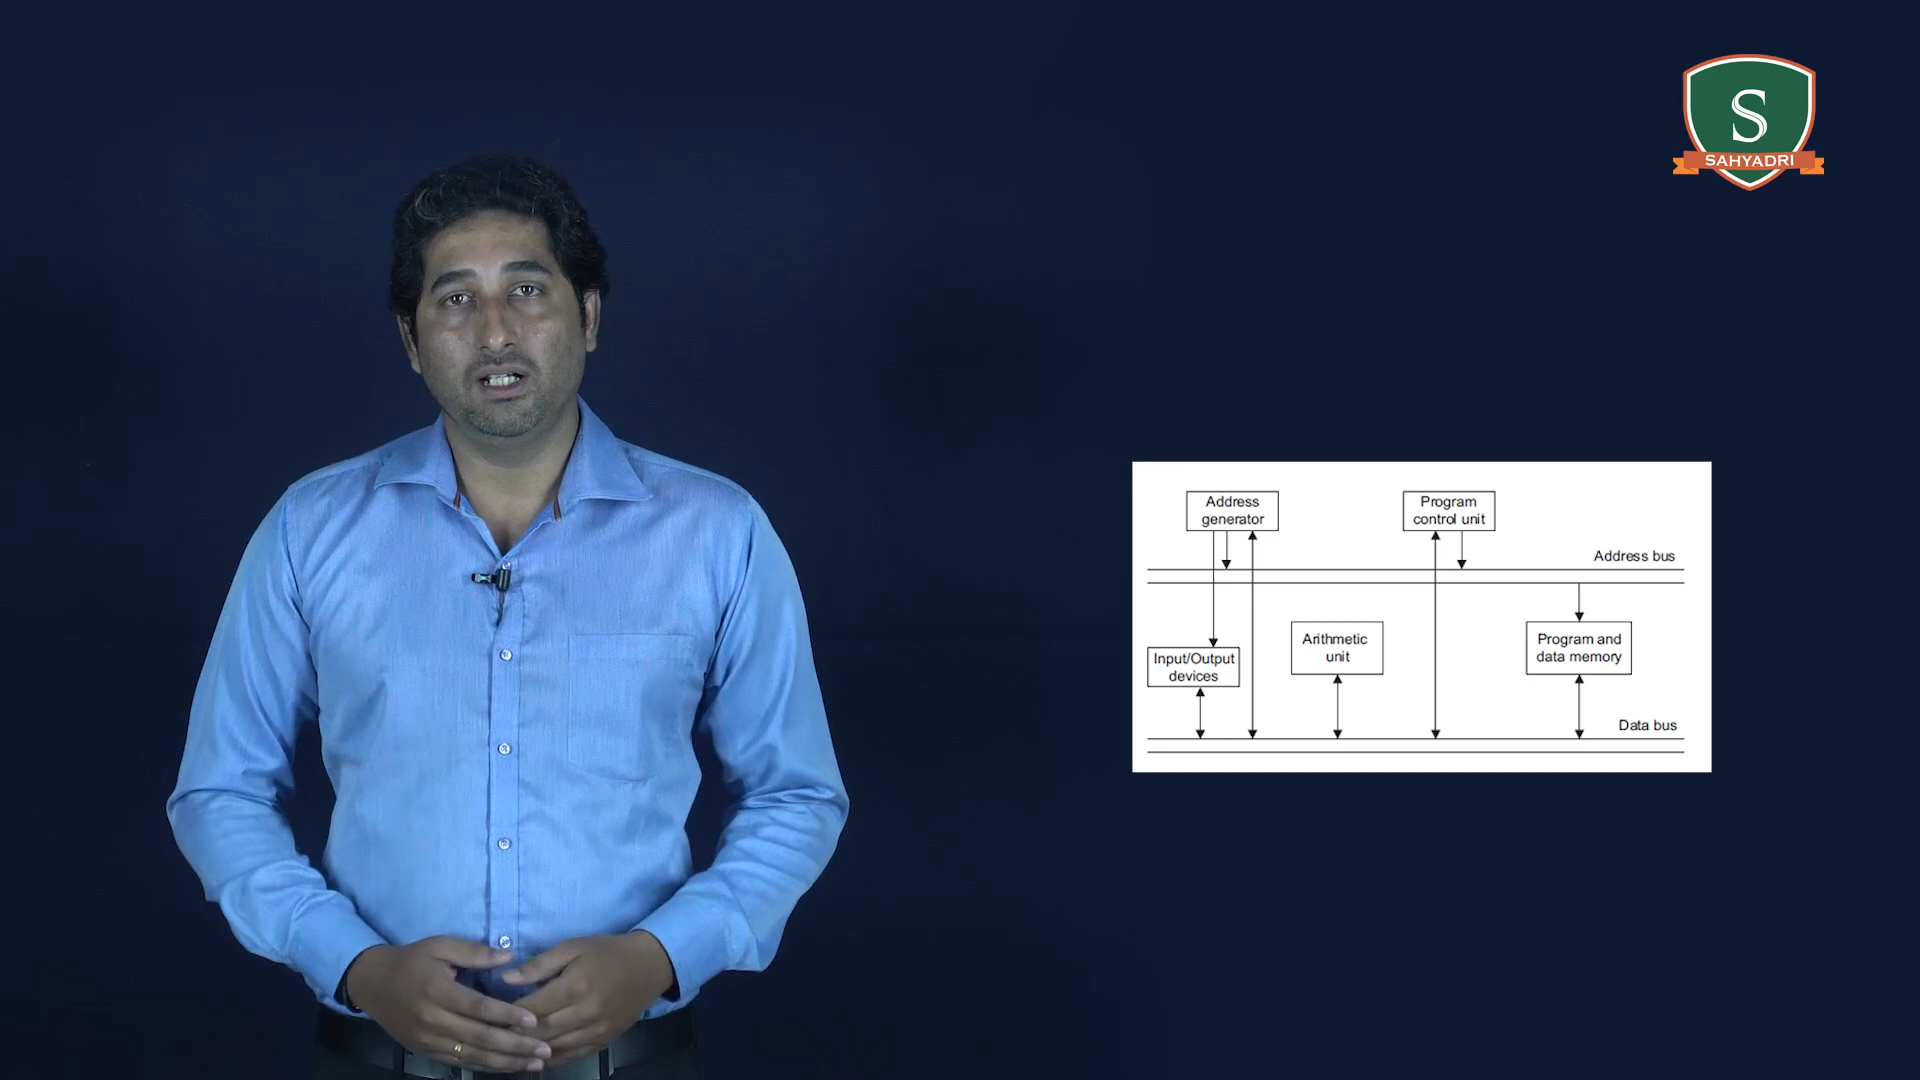 S
SAHYADRI
Address
generator
Program
control unit
Address bus
Arithmetic
unit
Program and
data memory
Input/Output
devices
Data bus